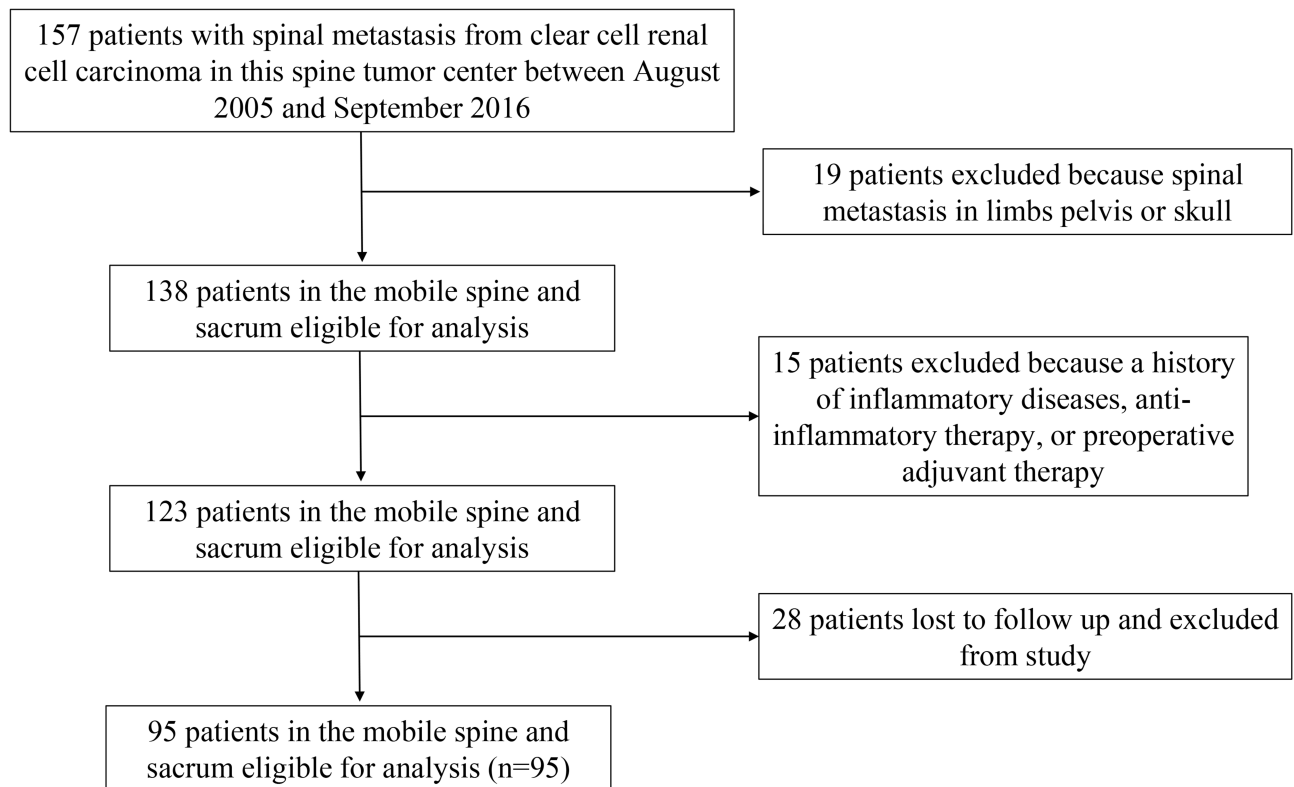 157 patients with spinal metastasis from clear cell renal
cell carcinoma in this spine tumor center between August
2005 and September 2016
19 patients excluded because spinal
metastasis in limbs pelvis or skull
138 patients in the mobile spine and
sacrum eligible for analysis
15 patients excluded because a history
of inflammatory diseases, anti-
inflammatory therapy, or preoperative
adjuvant therapy
123 patients in the mobile spine and
sacrum eligible for analysis
28 patients lost to follow up and excluded
from study
95 patients in the mobile spine and
sacrum eligible for analysis (n=95)